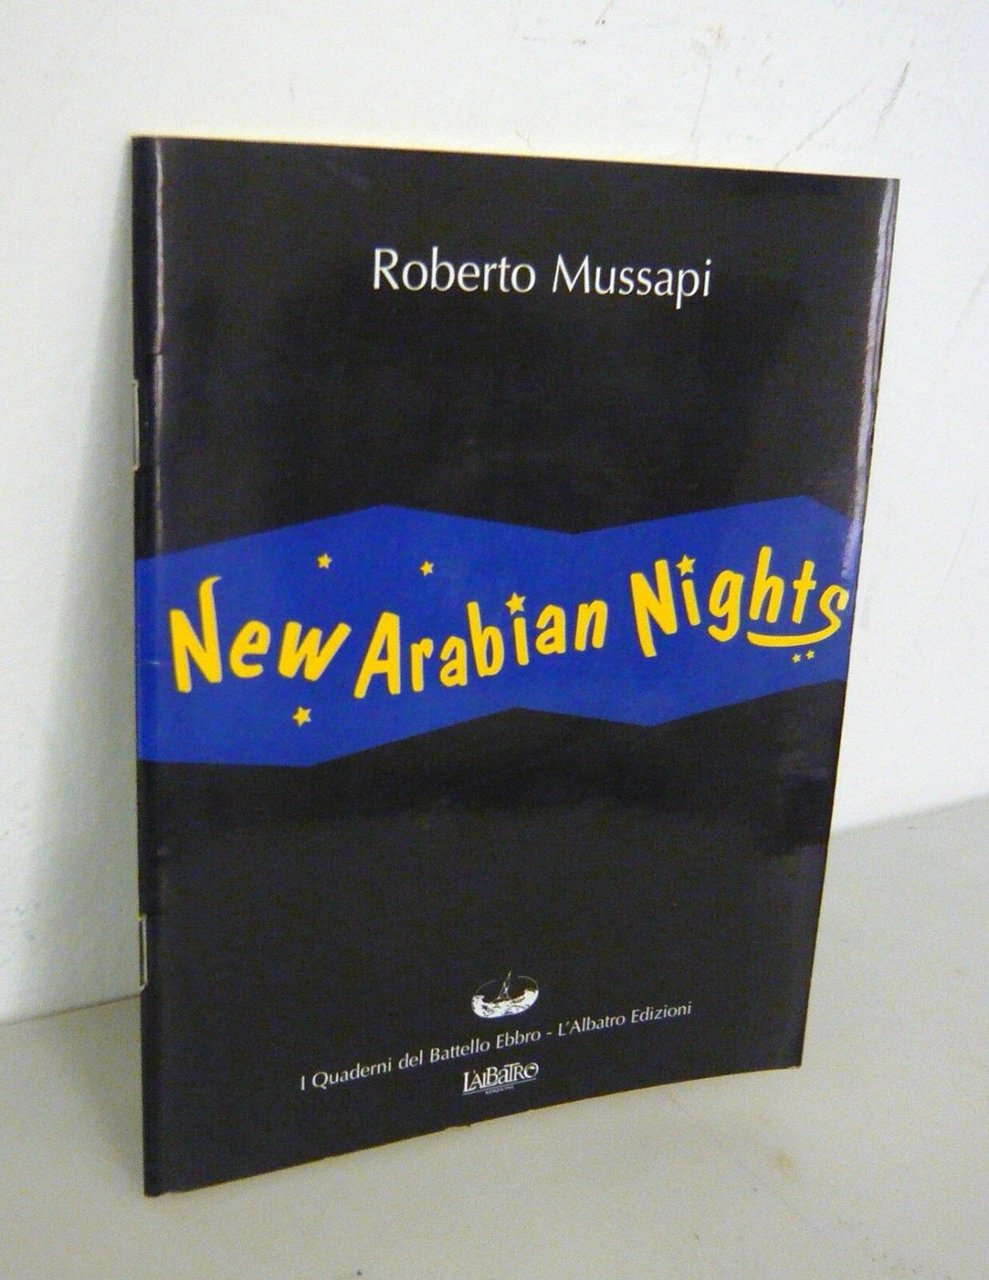 Roberto Mussapi
New Arabian Nights
I Quaderni del Battello Ebbro - L'Albatro Edizioni
L'ALBATRO